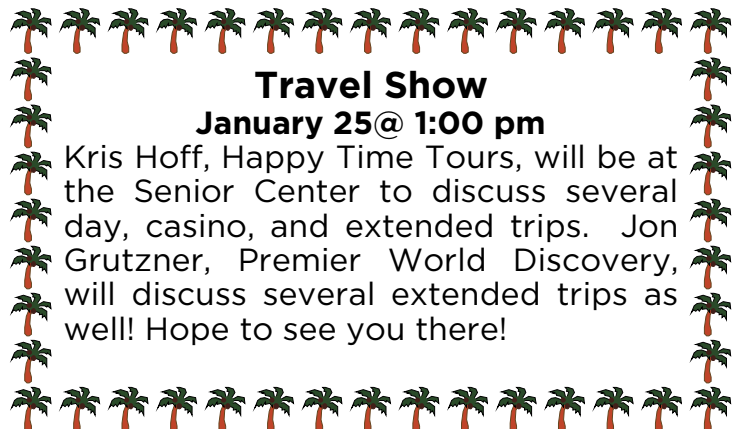 Travel Show
January 25@ 1:00 pm
Kris Hoff, Happy Time Tours, will be at
the Senior Center to discuss several
day, casino, and extended trips. Jon
Grutzner, Premier World Discovery,
will discuss several extended trips as
well! Hope to see you there!